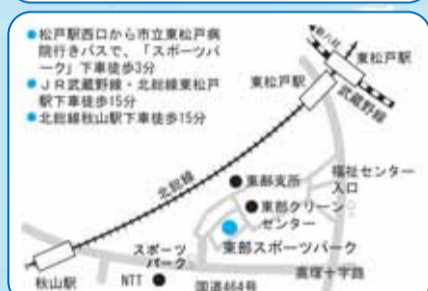 ●松戸駅西口から市立東松戸病
院行きバスで、「スポーツパ
ーク」下車徒歩3分
●JR武蔵野線・北総線東松戸
駅下車徒歩15分
●北総線秋山駅下車徒歩15分
東松戸駅
東松戸駅
武蔵野線
北総線
東部支所
福祉センター
入口
東部クリーン
センター
東部スポーツパーク
スポーツ
パーク
高塚十字路
秋山駅
NTT
国道464号